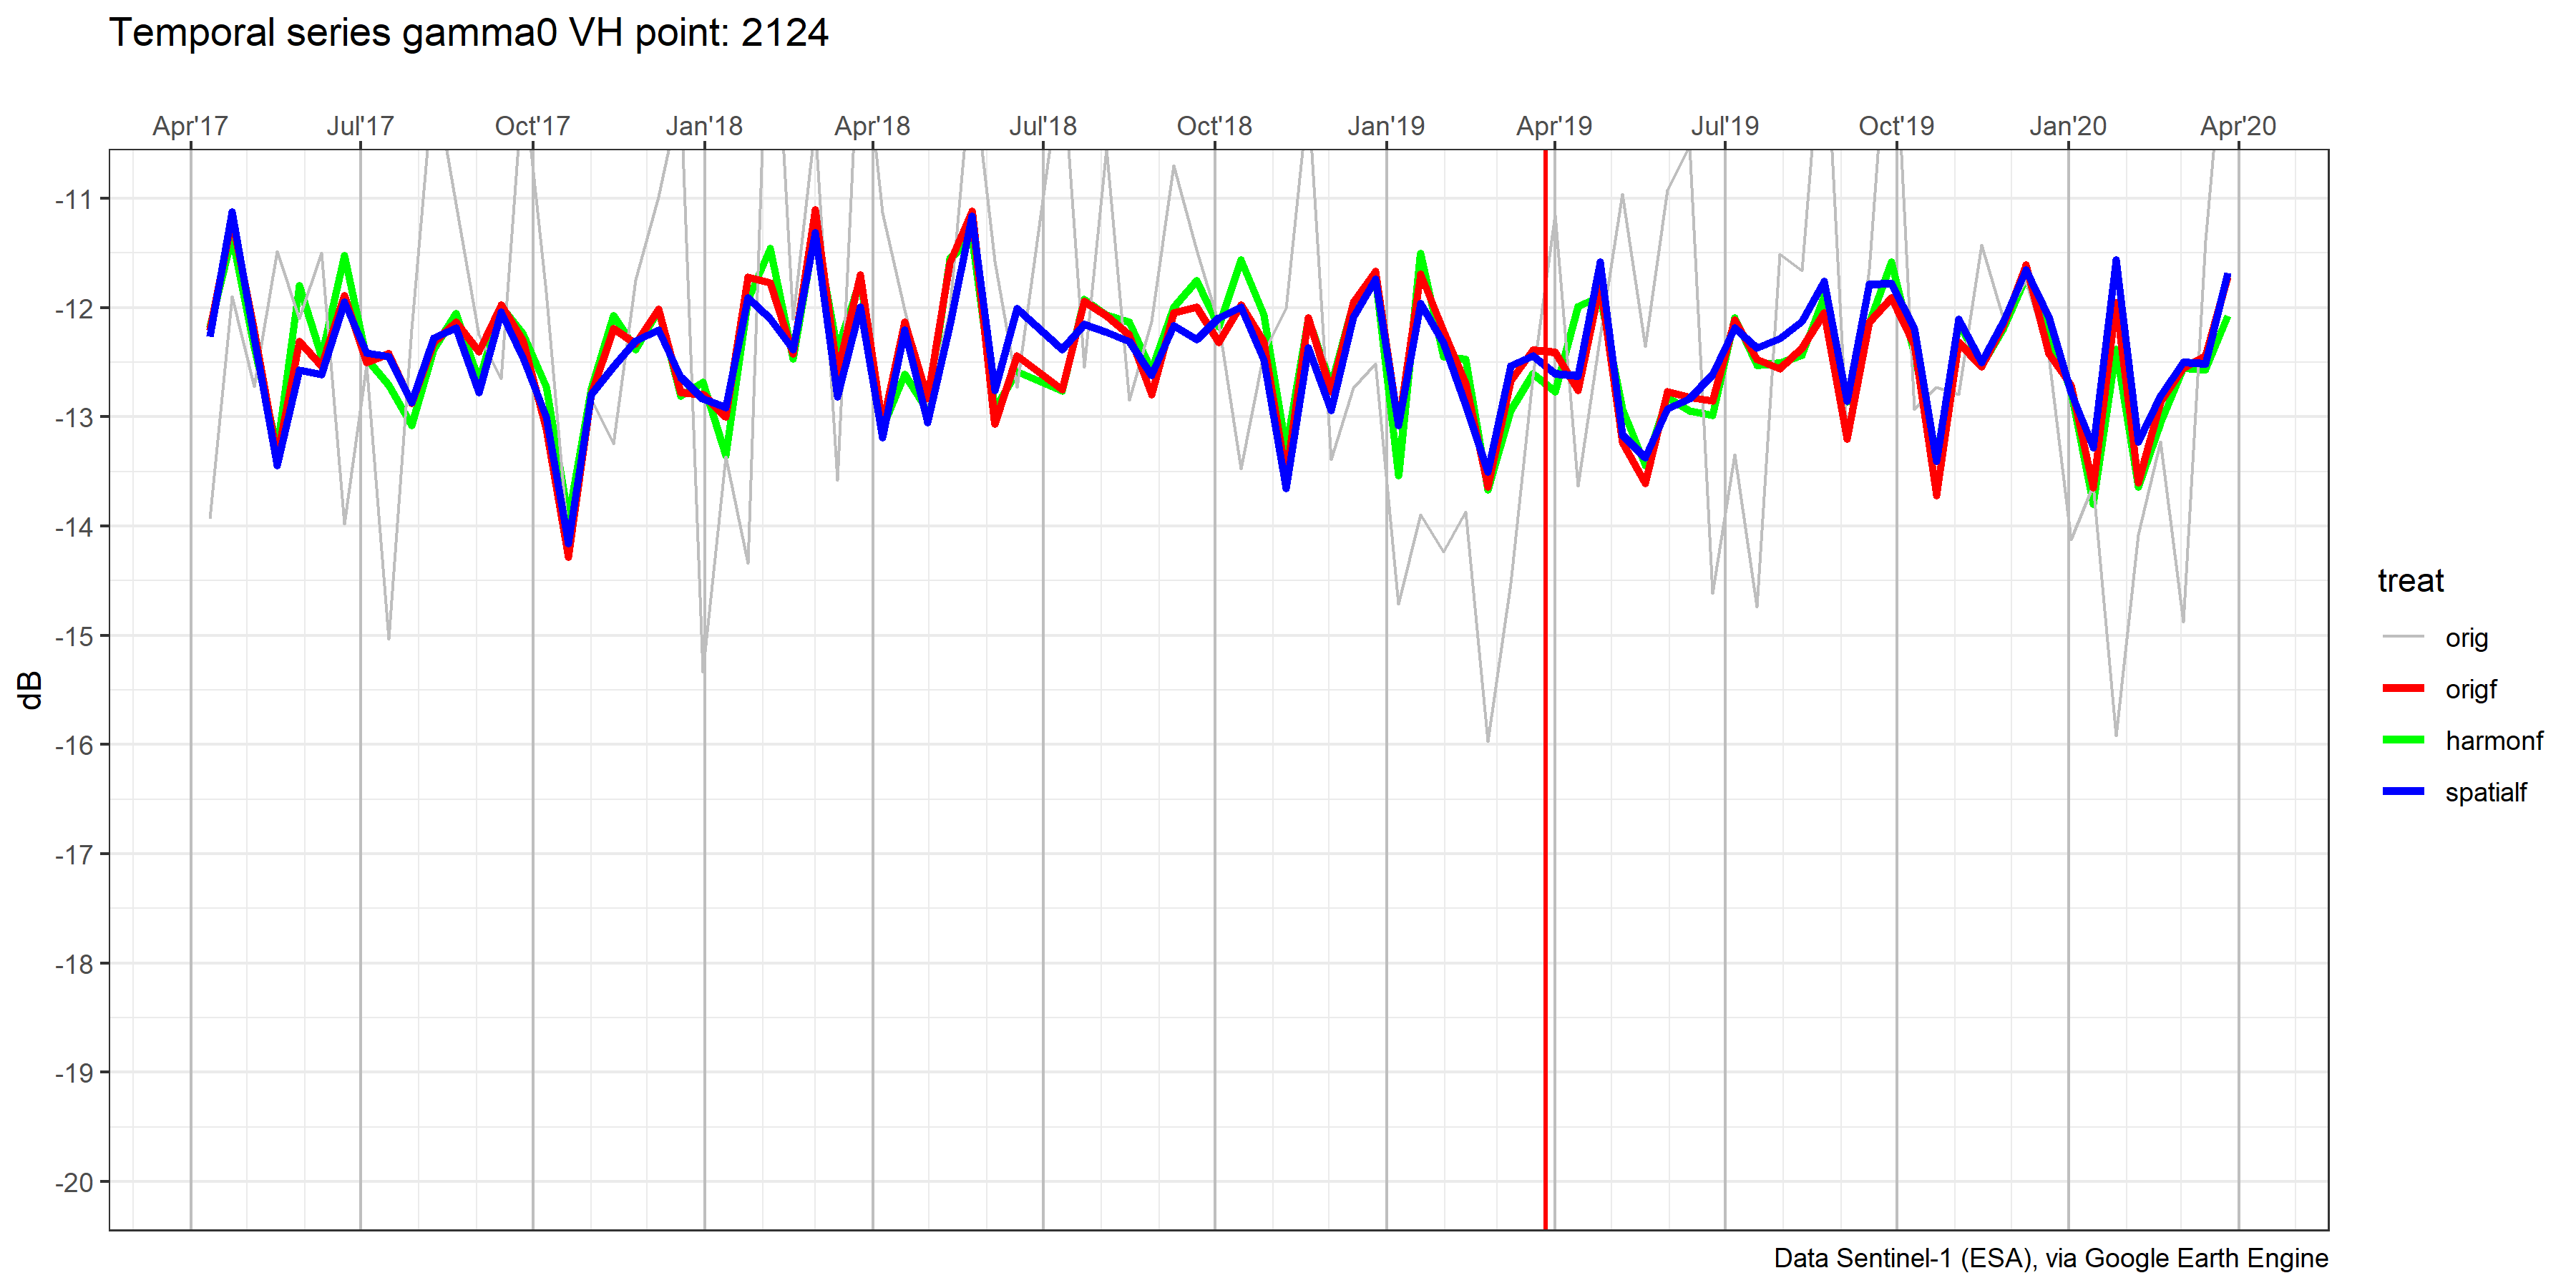 Temporal series gamma0 VH point: 2124
Apr'17 Jul'17 Oct'17 Jan'18 Apr'18 Jul'18 Oct'18 Jan'19 Apr'19 Jul'19 Oct'19 Jan'20 Apr'20
-11
-12
-13
-14
-15
-16
-17
-18
-19
-20
dB
treat
orig
origf
harmonf
spatialf
Data Sentinel-1 (ESA), via Google Earth Engine